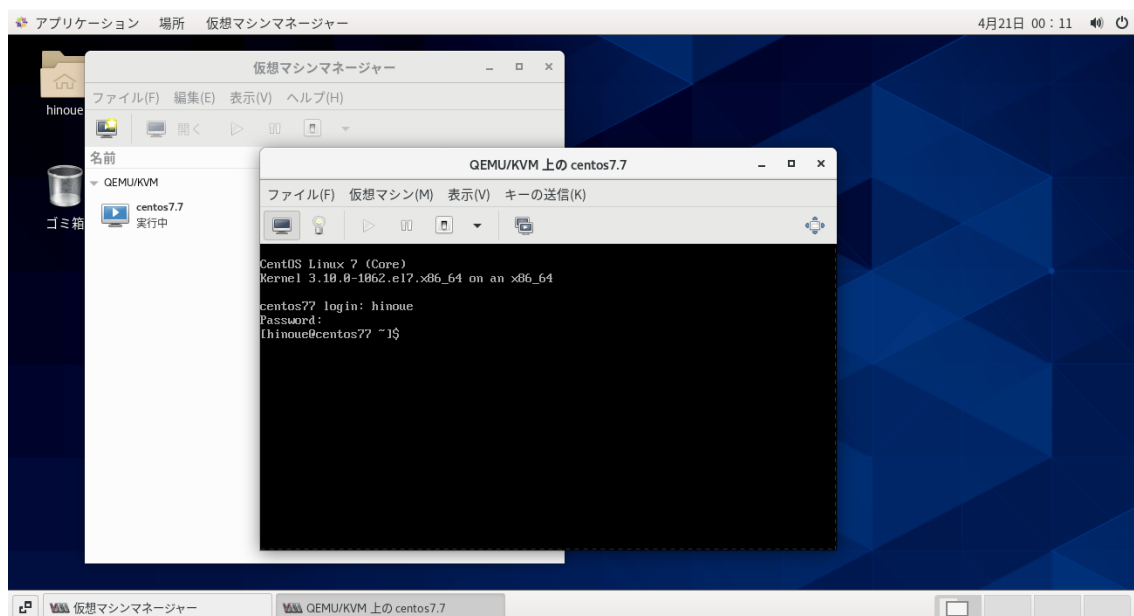 アプリケーション 場所 仮想マシンマネージャー 4月21日 00：11
hinoue
ゴミ箱
仮想マシンマネージャー
ファイル(F) 編集(E) 表示(V) ヘルプ(H)
開く
名前
QEMU/KVM
centos7.7
実行中
QEMU/KVM 上の centos7.7
ファイル(F) 仮想マシン(M) 表示(V) キーの送信(K)
CentOS Linux 7 (Core)
Kernel 3.10.0-1062.el7.x86_64 on an x86_64
centos77 login: hinoue
Password:
[hinoue@centos77 ~]$
仮想マシンマネージャー QEMU/KVM 上の centos7.7